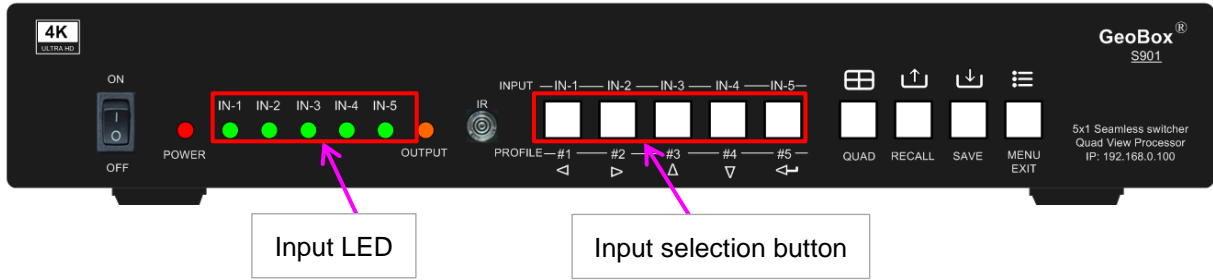 4K
ULTRA HD
GeoBox®
S901
ON
I
O
OFF
POWER
IN-1 IN-2 IN-3 IN-4 IN-5
OUTPUT
IR
INPUT IN-1 IN-2 IN-3 IN-4 IN-5
PROFILE #1 #2 #3 #4 #5
QUAD RECALL SAVE MENU
EXIT
5x1 Seamless switcher
Quad View Processor
IP: 192.168.0.100
Input LED
Input selection button